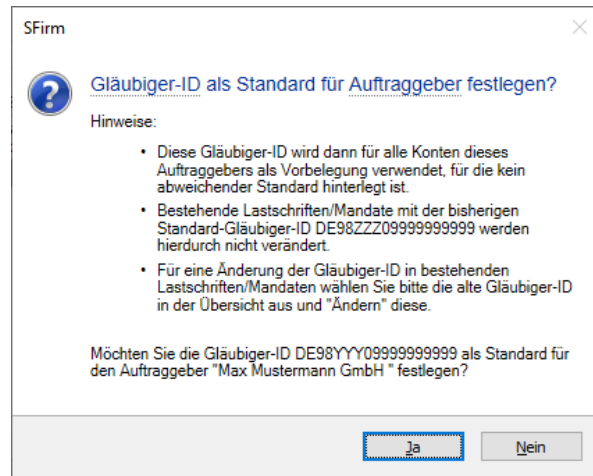 SFirm
Gläubiger-ID als Standard für Auftraggeber festlegen?
Hinweise:
• Diese Gläubiger-ID wird dann für alle Konten dieses
Auftraggebers als Vorbelegung verwendet, für die kein
abweichender Standard hinterlegt ist.
• Bestehende Lastschriften/Mandate mit der bisherigen
Standard-Gläubiger-ID DE98ZZZ09999999999 werden
hierdurch nicht verändert.
• Für eine Änderung der Gläubiger-ID in bestehenden
Lastschriften/Mandaten wählen Sie bitte die alte Gläubiger-ID
in der Übersicht aus und "Ändern" diese.
Möchten Sie die Gläubiger-ID DE98YYY09999999999 als Standard für
den Auftraggeber "Max Mustermann GmbH " festlegen?
Ja
Nein